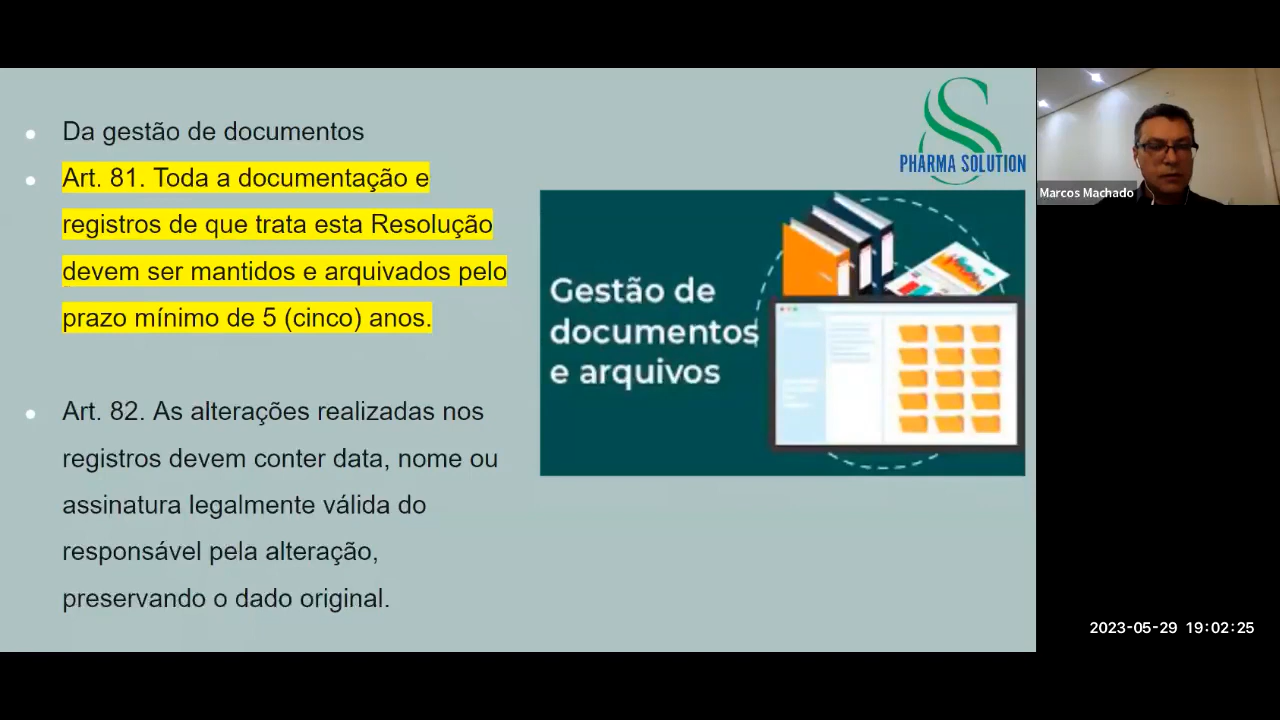 Da gestão de documentos
Art. 81. Toda a documentação e
registros de que trata esta Resolução
devem ser mantidos e arquivados pelo
prazo mínimo de 5 (cinco) anos.
Art. 82. As alterações realizadas nos
registros devem conter data, nome ou
assinatura legalmente válida do
responsável pela alteração,
preservando o dado original.
S
PHARMA SOLUTION
Gestão de
documentos
e arquivos
Marcos Machado
2023-05-29 19:02:25